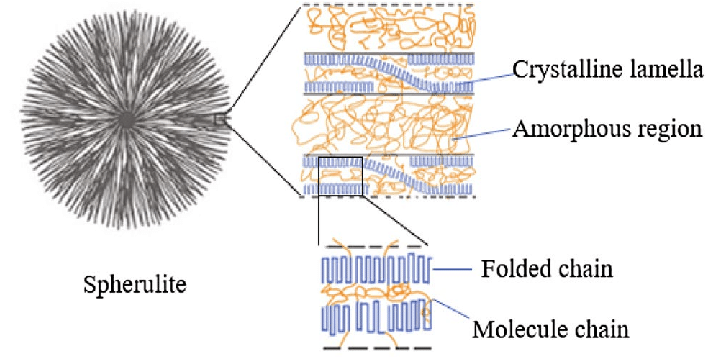 Crystalline lamella
Amorphous region
Spherulite
Folded chain
Molecule chain